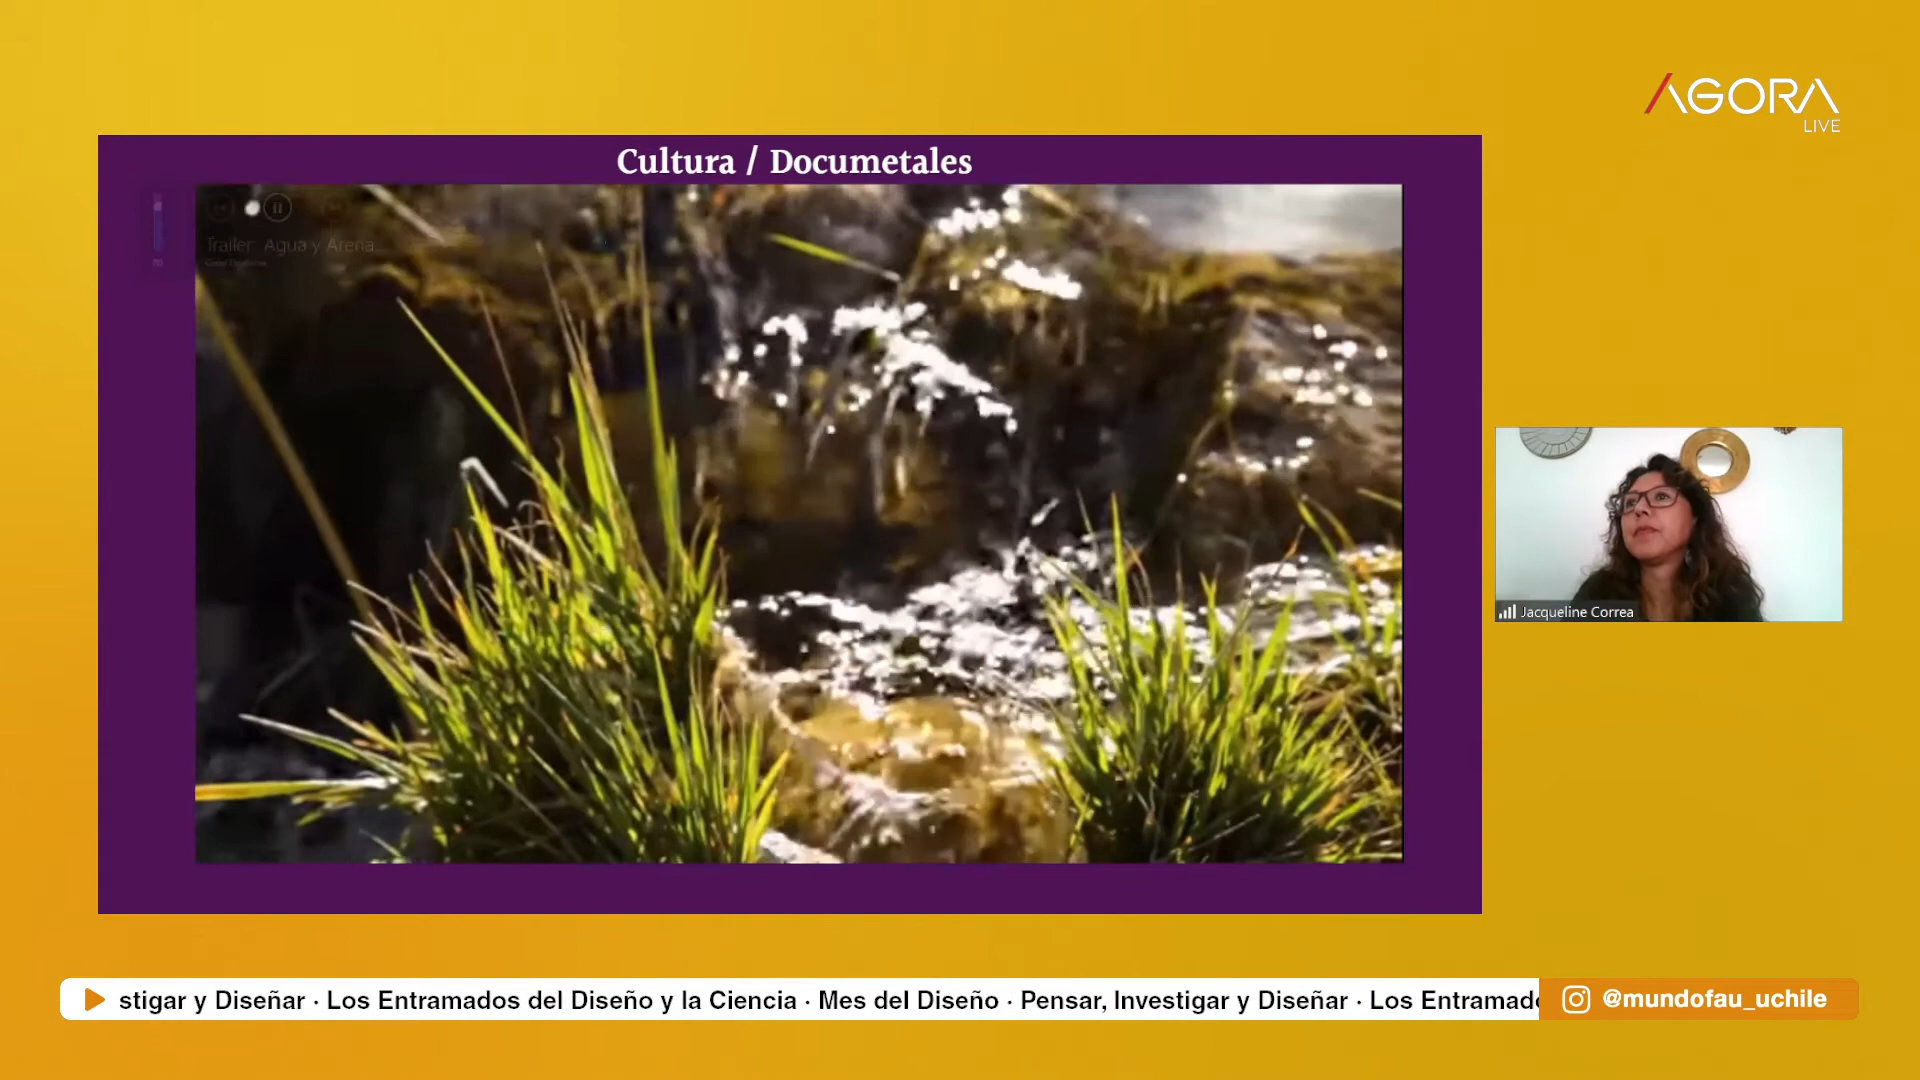 AGORA
LIVE
Cultura / Documetales
Trailer: Agua y Arena...
Jacqueline Correa
stigar y Diseñar · Los Entramados del Diseño y la Ciencia · Mes del Diseño · Pensar, Investigar y Diseñar · Los Entramado
@mundofau_uchile